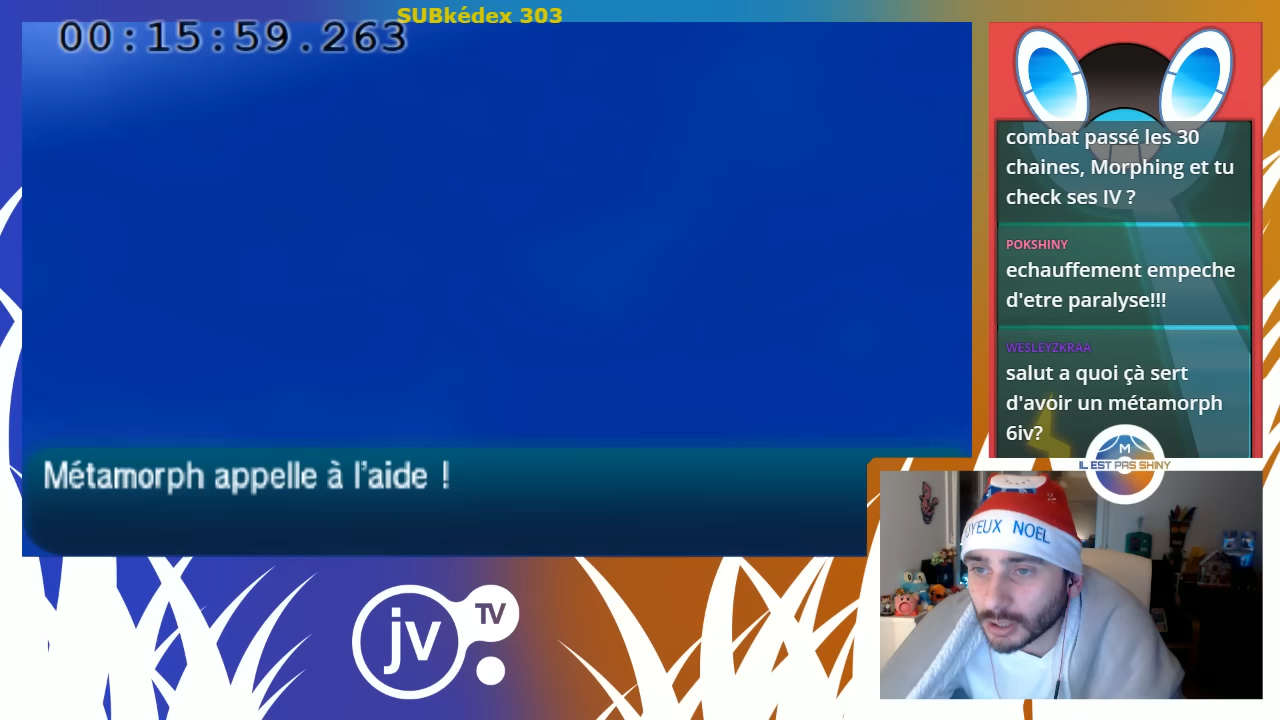 SUBkédex 303
00:15:59.263
combat passé les 30
chaines, Morphing et tu
check ses IV ?
POKSHINY
echauffement empeche
d'etre paralyse!!!
WESLEYZKRAA
salut a quoi çà sert
d'avoir un métamorph
6iv?
M
IL EST PAS SHINY
Métamorph appelle à l'aide !
YEUX NOEL
jv
TV